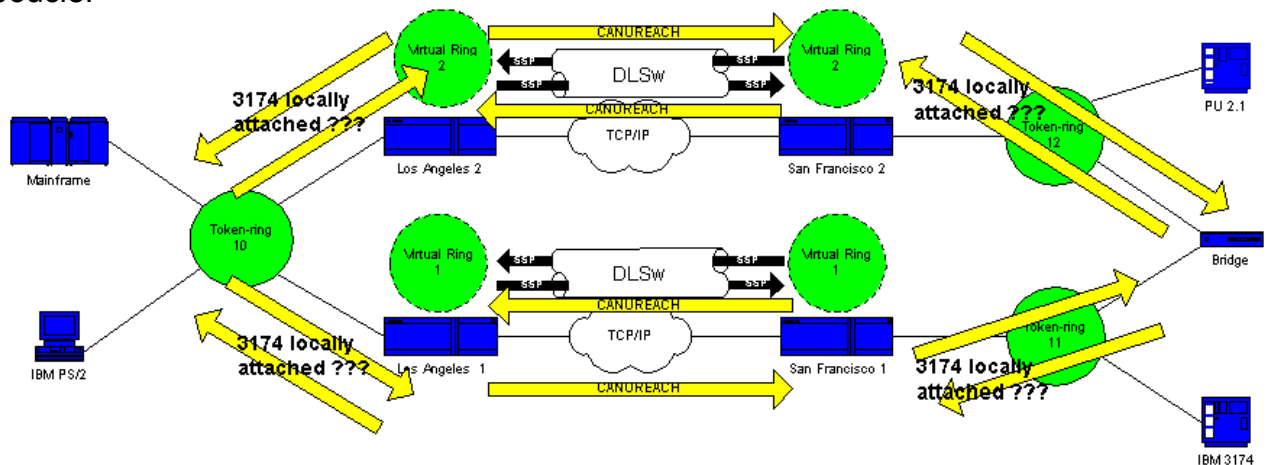 CANUREACH
Virtual Ring
2
SSP
SSP
DLSw
SSP
SSP
Virtual Ring
2
CANUREACH
3174 locally
attached ???
3174 locally
attached ???
PU 2.1
Mainframe
Los Angeles 2
TCP/IP
San Francisco 2
Token-ring
12
Token-ring
10
Virtual Ring
1
SSP
SSP
DLSw
SSP
SSP
Virtual Ring
1
Bridge
CANUREACH
3174 locally
attached ???
IBM PS/2
Los Angeles 1
TCP/IP
San Francisco 1
Token-ring
11
3174 locally
attached ???
CANUREACH
IBM 3174